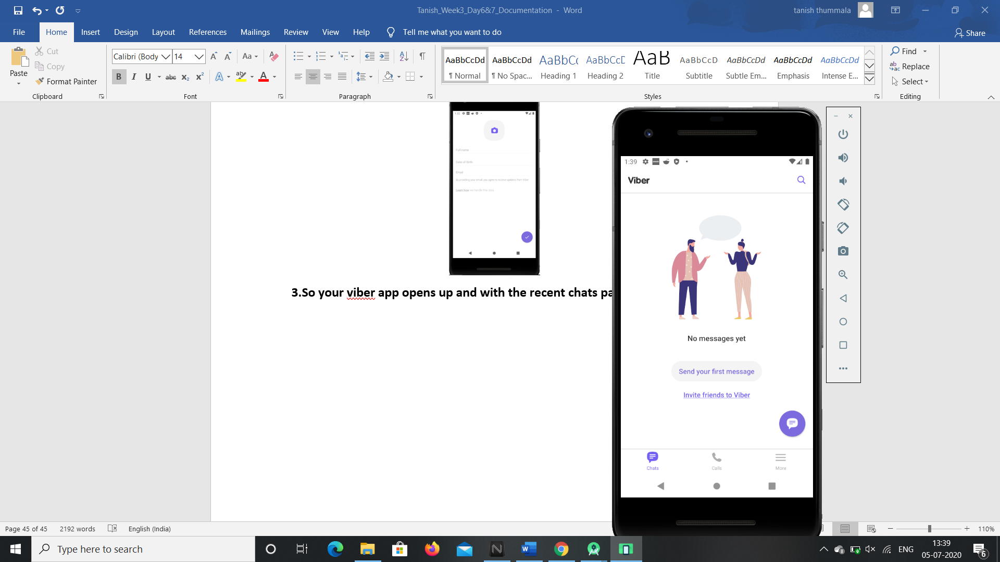 Tanish_Week3_Day6&7_Documentation - Word
tanish thummala
File Home Insert Design Layout References Mailings Review View Help Tell me what you want to do Share
Paste
Cut
Copy
Format Painter
Clipboard
Calibri (Body 14
Aa
B I U abc x₂ x² A ab A
Font
Paragraph
AaBbCcDd ¶ Normal
AaBbCcDd ¶ No Spac...
AaBbCc Heading 1
AaBbCcE Heading 2
AaB Title
AaBbCcD Subtitle
AaBbCcDd Subtle Em...
AaBbCcDd Emphasis
AaBbCcDd Intense E...
Styles
Find
Replace
Select
Editing
Full name
Date of Birth
Email
By providing your email, you agree to receive updates from Viber
Learn how we handle this data
3.So your viber app opens up and with the recent chats pa
1:39
Viber
No messages yet
Send your first message
Invite friends to Viber
Chats Calls More
Page 45 of 45 2192 words English (India) 110%
Type here to search
ENG
13:39
05-07-2020
6